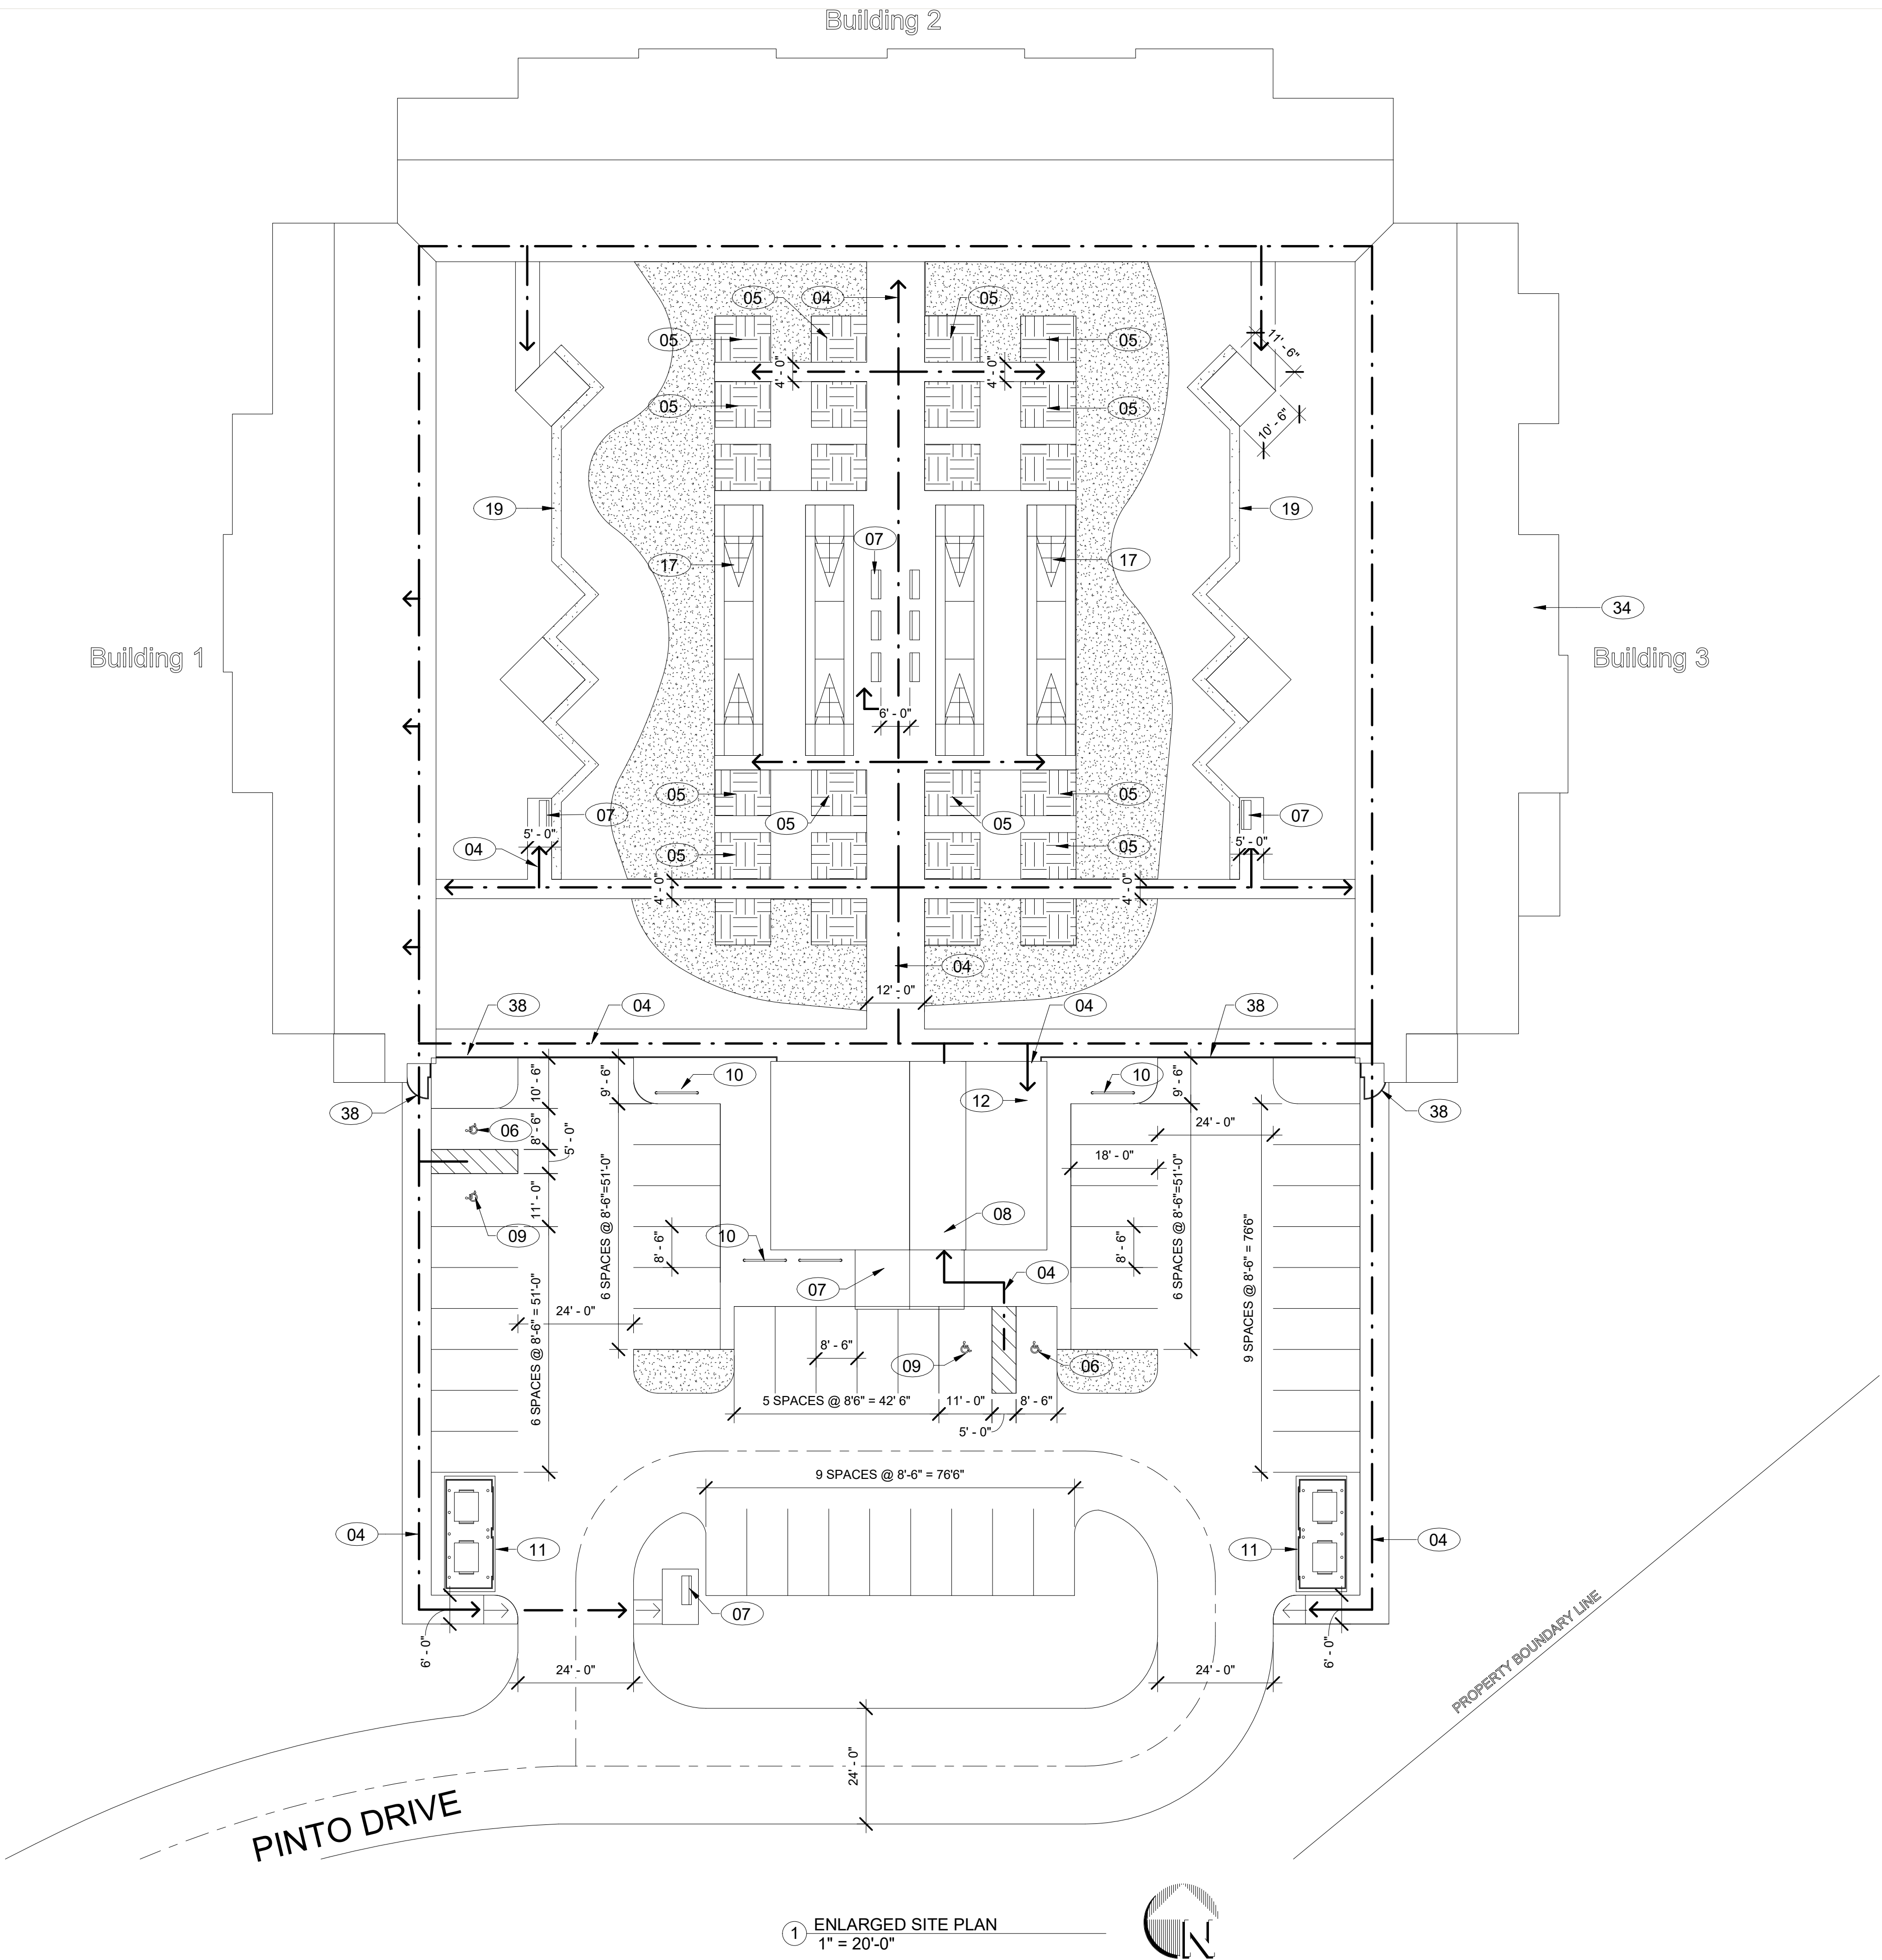 Building 2
05
04
05
05
05
11' - 6"
4' - 0"
4' - 0"
05
05
10' - 6"
19
19
07
17
17
34
Building 1
Building 3
6' - 0"
05
05
07
05
05
07
5' - 0"
5' - 0"
04
05
05
4' - 0"
4' - 0"
04
12' - 0"
38
04
04
38
10' - 6"
9' - 6"
10
10
9' - 6"
12
38
38
06
8' - 6"
5' - 0"
24' - 0"
18' - 0"
11' - 0"
09
6 SPACES @ 8'-6"=51'-0"
8' - 6"
10
08
8' - 6"
6 SPACES @ 8'-6"=51'-0"
9 SPACES @ 8'-6" = 76'6"
07
04
6 SPACES @ 8'-6" = 51'-0"
24' - 0"
8' - 6"
09
06
5 SPACES @ 8'6" = 42' 6"
11' - 0"
8' - 6"
5' - 0"
9 SPACES @ 8'-6" = 76'6"
04
11
11
04
07
6' - 0"
6' - 0"
24' - 0"
24' - 0"
PROPERTY BOUNDARY LINE
24' - 0"
PINTO DRIVE
1
ENLARGED SITE PLAN
1" = 20'-0"
N